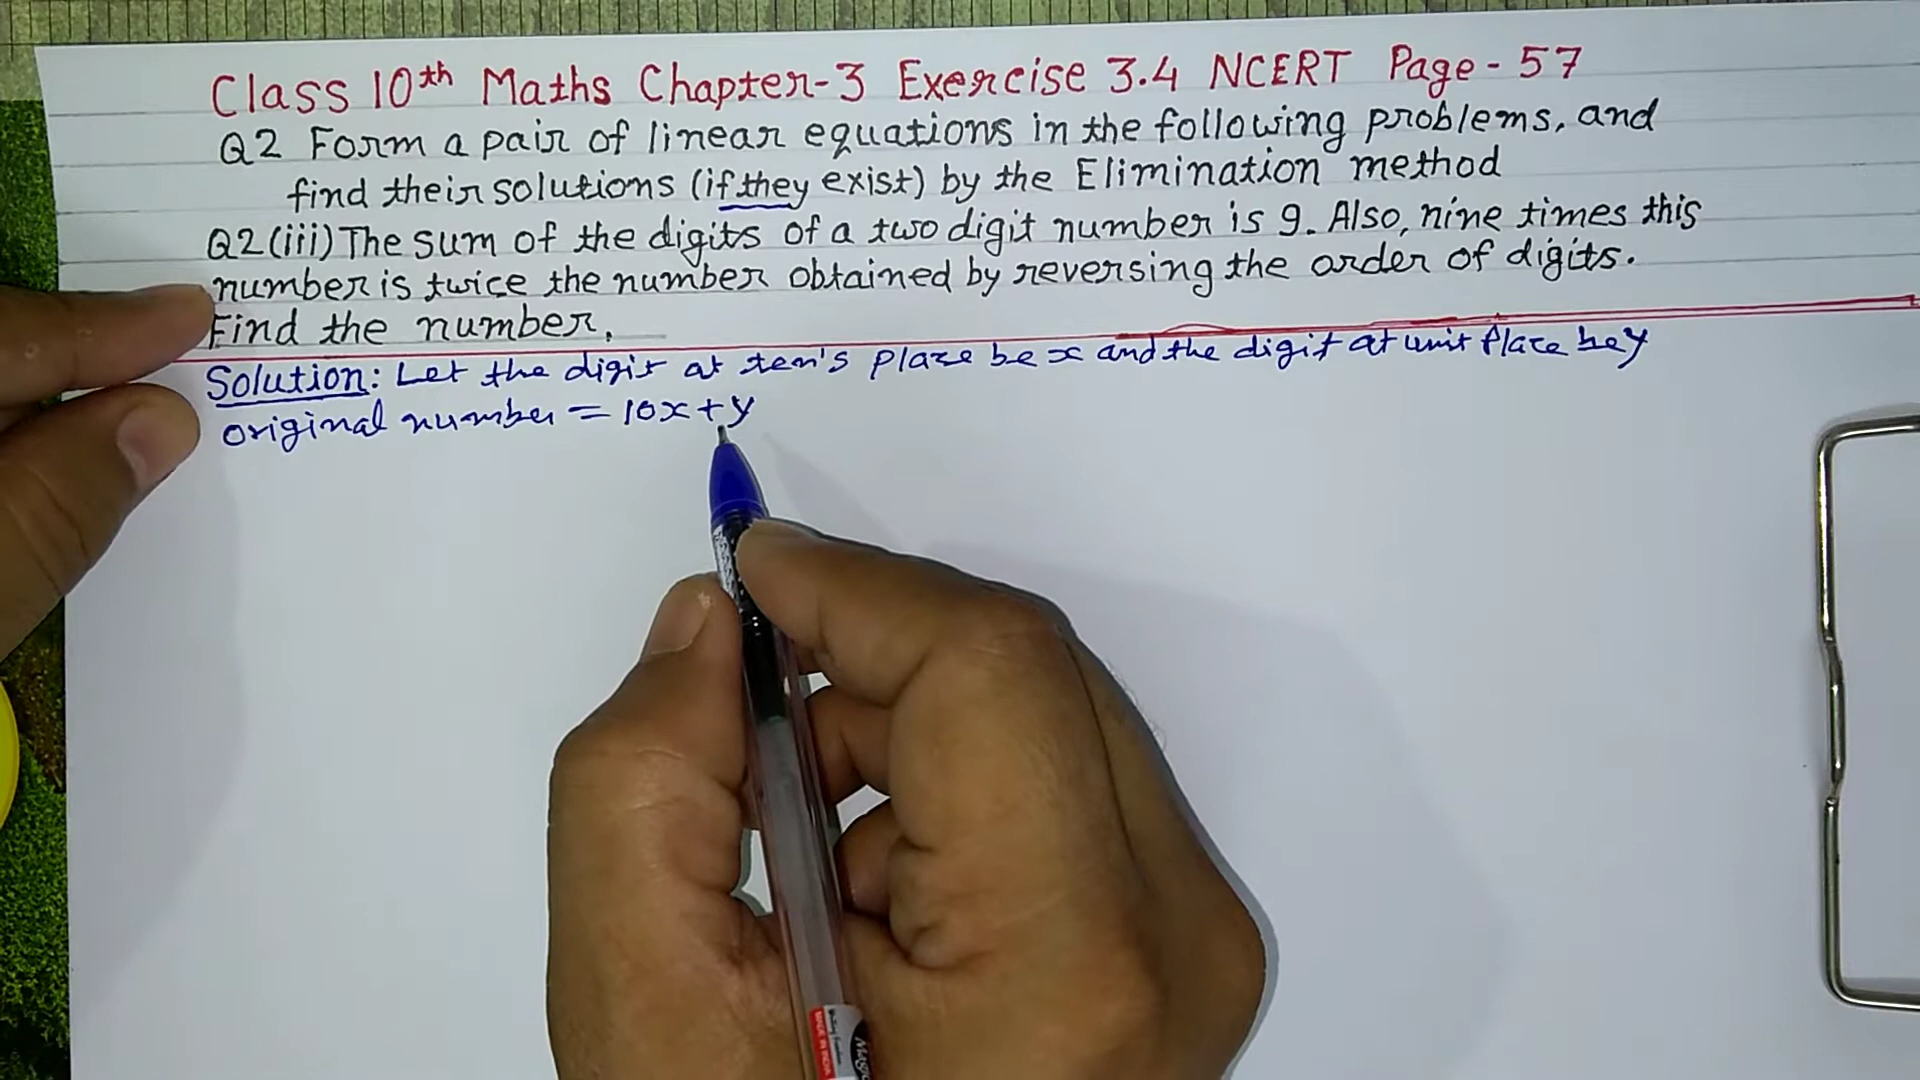 Class 10th Maths Chapter-3 Exercise 3.4 NCERT Page-57
Q2 Form a pair of linear equations in the following problems, and
find their solutions (if they exist) by the Elimination method
Q2(iii) The sum of the digits of a two digit number is 9. Also, nine times this
number is twice the number obtained by reversing the order of digits.
Find the number.
Solution: Let the digit at ten's place be x and the digit at unit place be y
original number = 10x+y
MADE IN INDIA